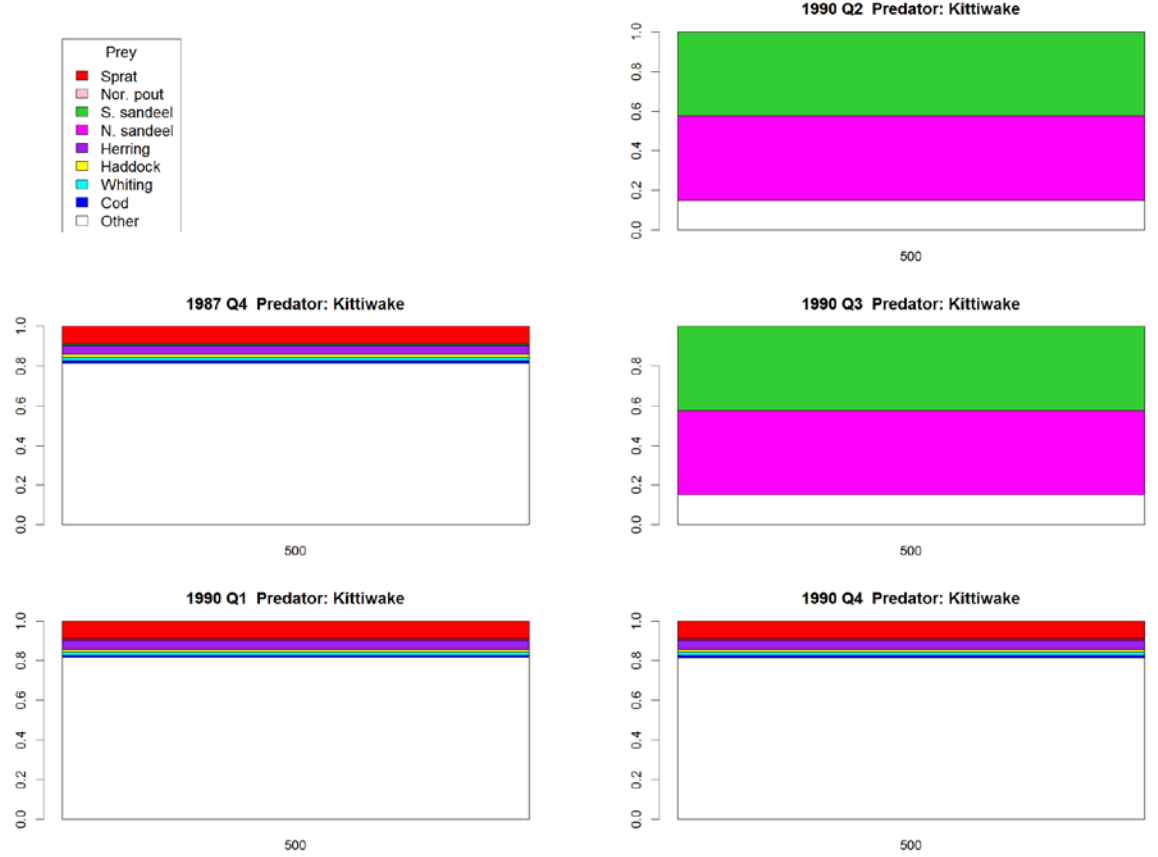 Prey
Sprat
Nor. pout
S. sandeel
N. sandeel
Herring
Haddock
Whiting
Cod
Other
1990 Q2 Predator: Kittiwake
1.0
0.8
0.6
0.4
0.2
0.0
500
1987 Q4 Predator: Kittiwake
1.0
0.8
0.6
0.4
0.2
0.0
500
1990 Q3 Predator: Kittiwake
0.8
0.6
0.4
0.2
0.0
500
1990 Q1 Predator: Kittiwake
1.0
0.8
0.6
0.4
0.2
0.0
500
1990 Q4 Predator: Kittiwake
1.0
0.8
0.6
0.4
0.2
0.0
500